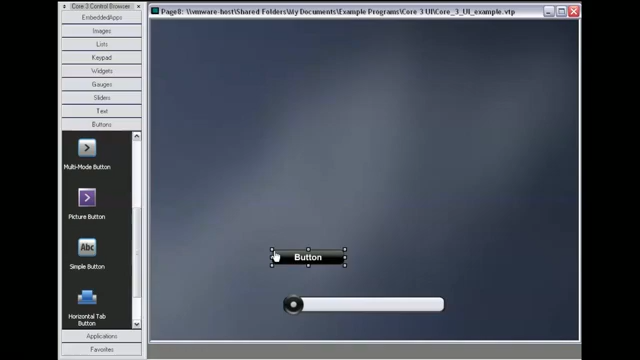 Core 3 Control Browser
Page8: \\vmware-host\Shared Folders\My Documents\Example Programs\Core 3 UI\Core_3_UI_example.vtp
EmbeddedApps
Images
Lists
Keypad
Widgets
Gauges
Sliders
Text
Buttons
Multi-Mode Button
Picture Button
Abc
Simple Button
Horizontal Tab
Button
Applications
Favorites
Button